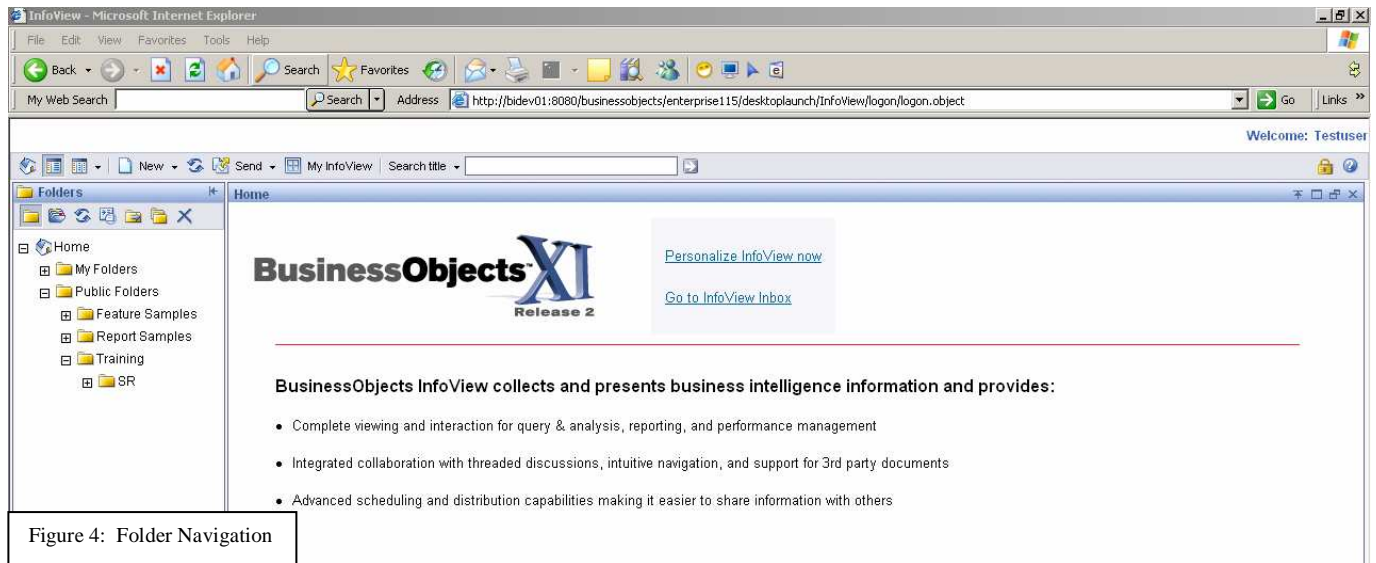 InfoView - Microsoft Internet Explorer
File Edit View Favorites Tools Help
Back Search Favorites
My Web Search Search Address http://bidev01:8080/businessobjects/enterprise115/desktoplaunch/InfoView/logon/logon.object Go Links »
Welcome: Testuser
New Send My InfoView Search title
Folders
Home
Home
My Folders
Public Folders
Feature Samples
Report Samples
Training
SR
BusinessObjects™ XI
Release 2
Personalize InfoView now
Go to InfoView Inbox
BusinessObjects InfoView collects and presents business intelligence information and provides:
• Complete viewing and interaction for query & analysis, reporting, and performance management
• Integrated collaboration with threaded discussions, intuitive navigation, and support for 3rd party documents
• Advanced scheduling and distribution capabilities making it easier to share information with others
Figure 4: Folder Navigation